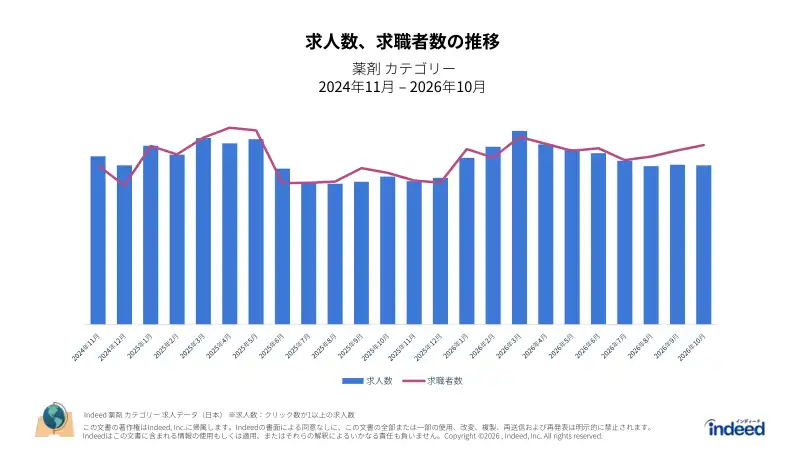 求人数、求職者数の推移
薬剤 カテゴリー
2024年11月 – 2026年10月
2024年11月
2024年12月
2025年1月
2025年2月
2025年3月
2025年4月
2025年5月
2025年6月
2025年7月
2025年8月
2025年9月
2025年10月
2025年11月
2025年12月
2026年1月
2026年2月
2026年3月
2026年4月
2026年5月
2026年6月
2026年7月
2026年8月
2026年9月
2026年10月
求人数 求職者数
Indeed 薬剤 カテゴリー 求人データ（日本） ※求人数：クリック数が1以上の求人数
この文書の著作権はIndeed, Inc.に帰属します。Indeedの書面による同意なしに、この文書の全部または一部の使用、改変、複製、再送信および再発表は明示的に禁止されます。
Indeedはこの文書に含まれる情報の使用もしくは適用、またはそれらの解釈によるいかなる責任も負いません。Copyright ©2026 , Indeed, Inc. All rights reserved.
インディード
indeed